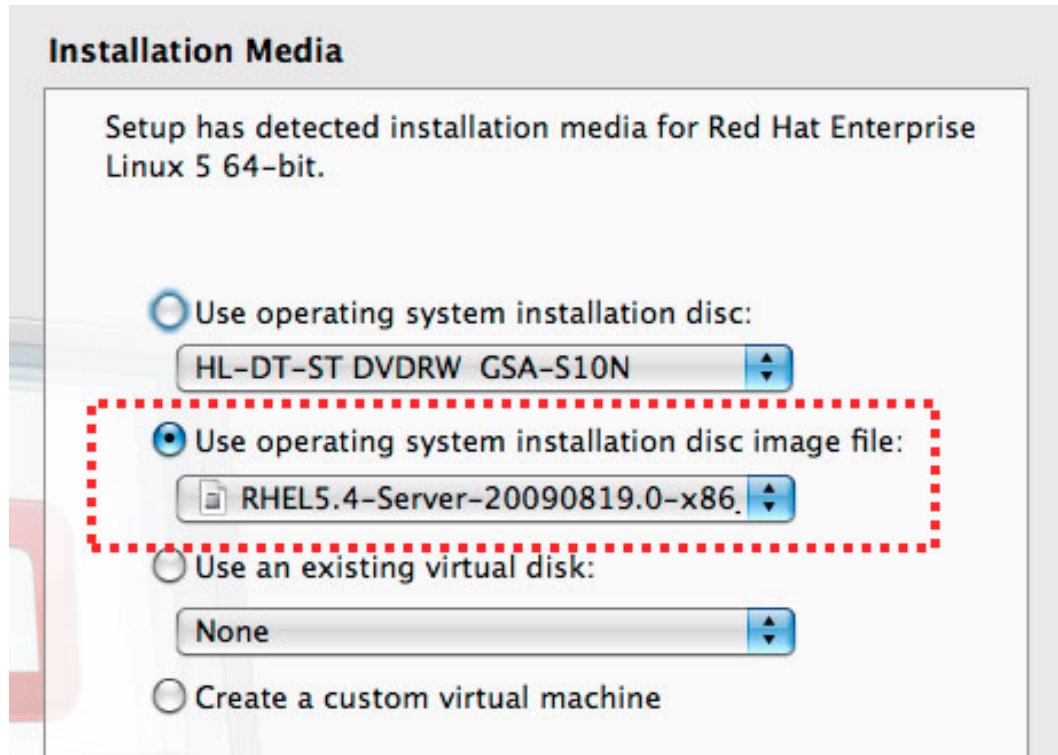 Installation Media
Setup has detected installation media for Red Hat Enterprise
Linux 5 64-bit.
Use operating system installation disc:
HL-DT-ST DVDRW GSA-S10N
Use operating system installation disc image file:
RHEL5.4-Server-20090819.0-x86_
Use an existing virtual disk:
None
Create a custom virtual machine